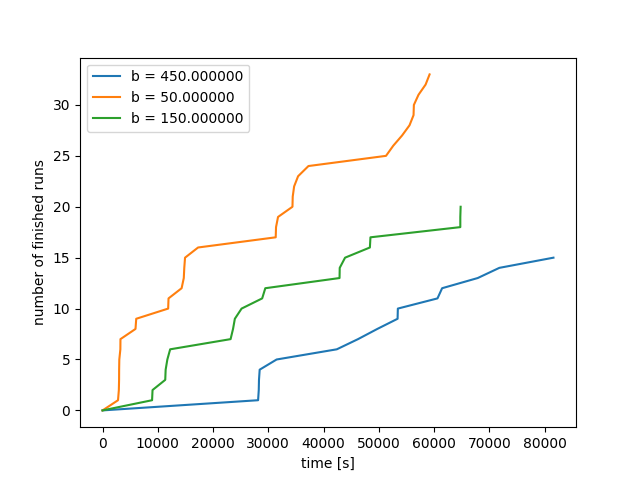 b = 450.000000
b = 50.000000
b = 150.000000
number of finished runs
30
25
20
15
10
5
0
0 10000 20000 30000 40000 50000 60000 70000 80000
time [s]